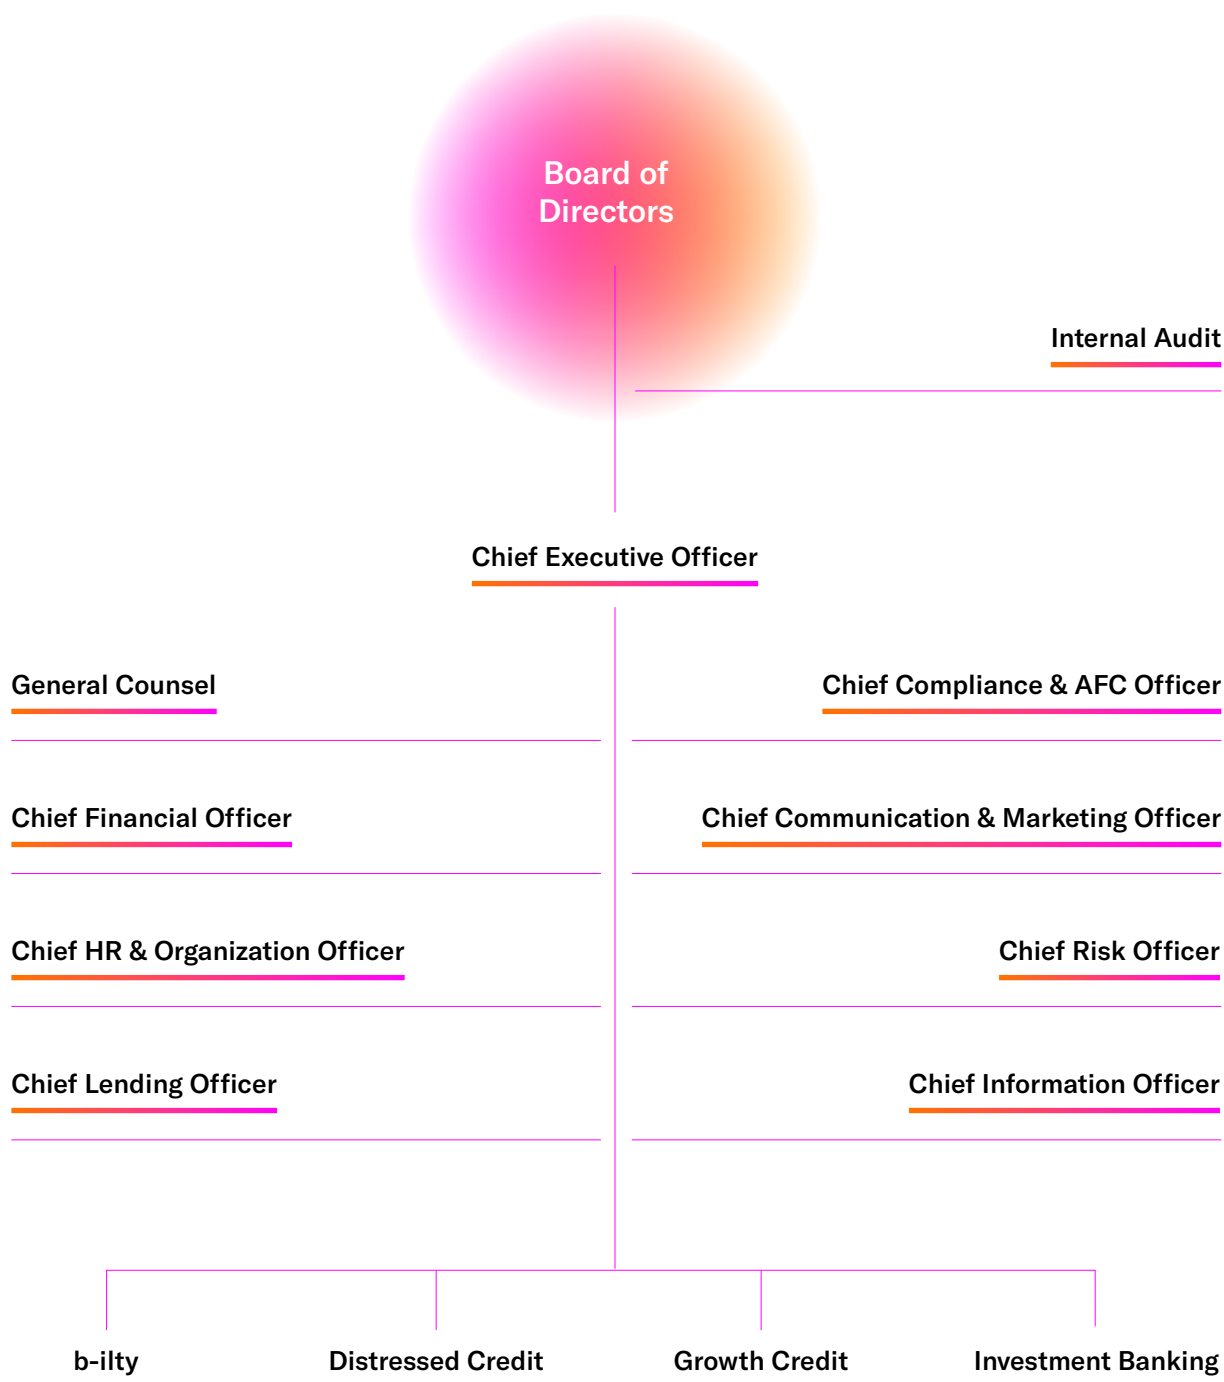 Board of
Directors
Internal Audit
Chief Executive Officer
General Counsel
Chief Compliance & AFC Officer
Chief Financial Officer
Chief Communication & Marketing Officer
Chief HR & Organization Officer
Chief Risk Officer
Chief Lending Officer
Chief Information Officer
b-ilty
Distressed Credit
Growth Credit
Investment Banking